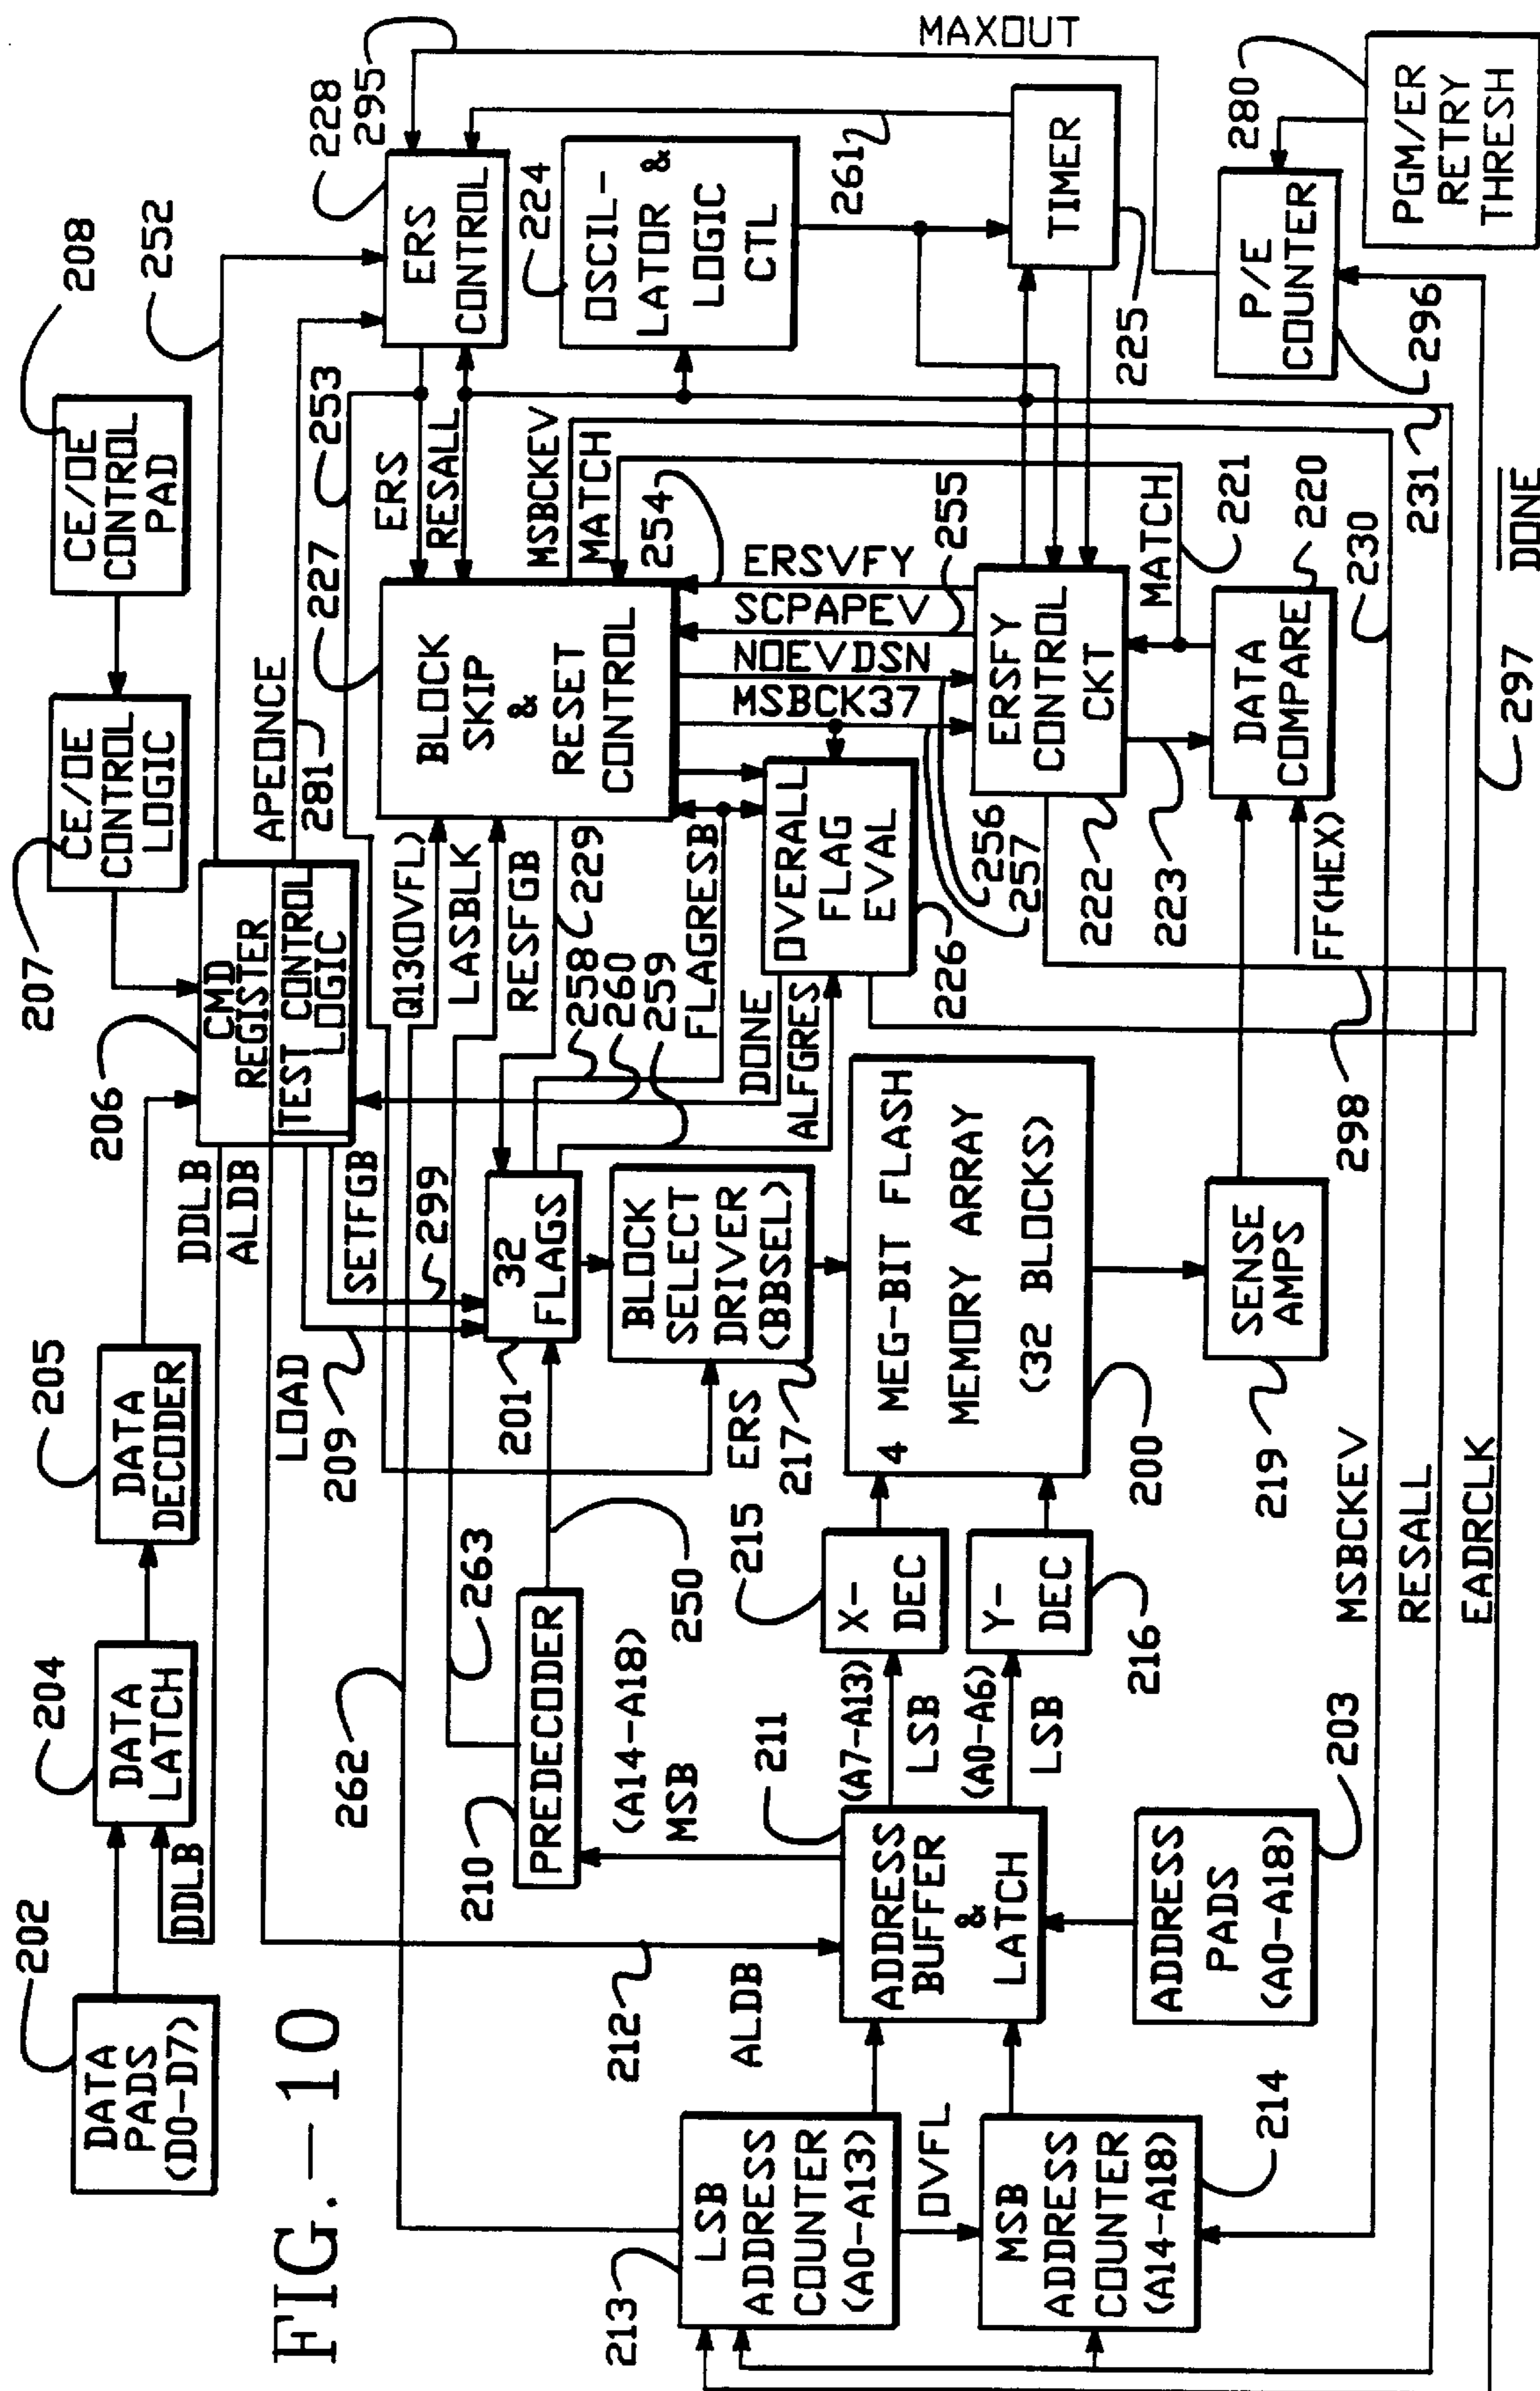 FIG.-10
202
DATA
PADS
(D0-D7)
204
DATA
LATCH
DDLB
205
DATA
DECODER
206
CMD
REGISTER
TEST CONTROL
LOGIC
207
CE/OE
CONTROL
LOGIC
208
CE/OE
CONTROL
PAD
252
DDLB
ALDB
LOAD
209
SETFGB
299
APEONCE
281
253
227
228
295
ERS
CONTROL
MAXOUT
ERS
RESALL
MSBCKEV
MATCH
224
OSCIL-
LATOR &
LOGIC
CTL
261
TIMER
225
280
PGM/ER
RETRY
THRESH
P/E
COUNTER
296
262
263
Q13(OVFL)
LASBLK
RESFGB
229
BLOCK
SKIP
&
RESET
CONTROL
254
ERSVFY
SCPAPEV
255
NOEVDSN
MSBCK37
256
257
258
260
259
FLAGRESB
DONE
ALFGRES
OVERALL
FLAG
EVAL
226
ERSFY
CONTROL
CKT
222
223
MATCH
221
DATA
COMPARE
220
FF(HEX)
230
231
DONE
297
298
201
32
FLAGS
BLOCK
SELECT
DRIVER
(BBSEL)
ERS
217
210
PREDECODER
250
(A14-A18)
MSB
4 MEG-BIT FLASH
MEMORY ARRAY
(32 BLOCKS)
200
SENSE
AMPS
219
215
X-
DEC
Y-
DEC
216
(A7-A13)
LSB
(A0-A6)
LSB
211
ADDRESS
BUFFER
&
LATCH
212
ALDB
ADDRESS
PADS
(A0-A18)
203
213
LSB
ADDRESS
COUNTER
(A0-A13)
OVFL
MSB
ADDRESS
COUNTER
(A14-A18)
214
MSBCKEV
RESALL
EADRCLK